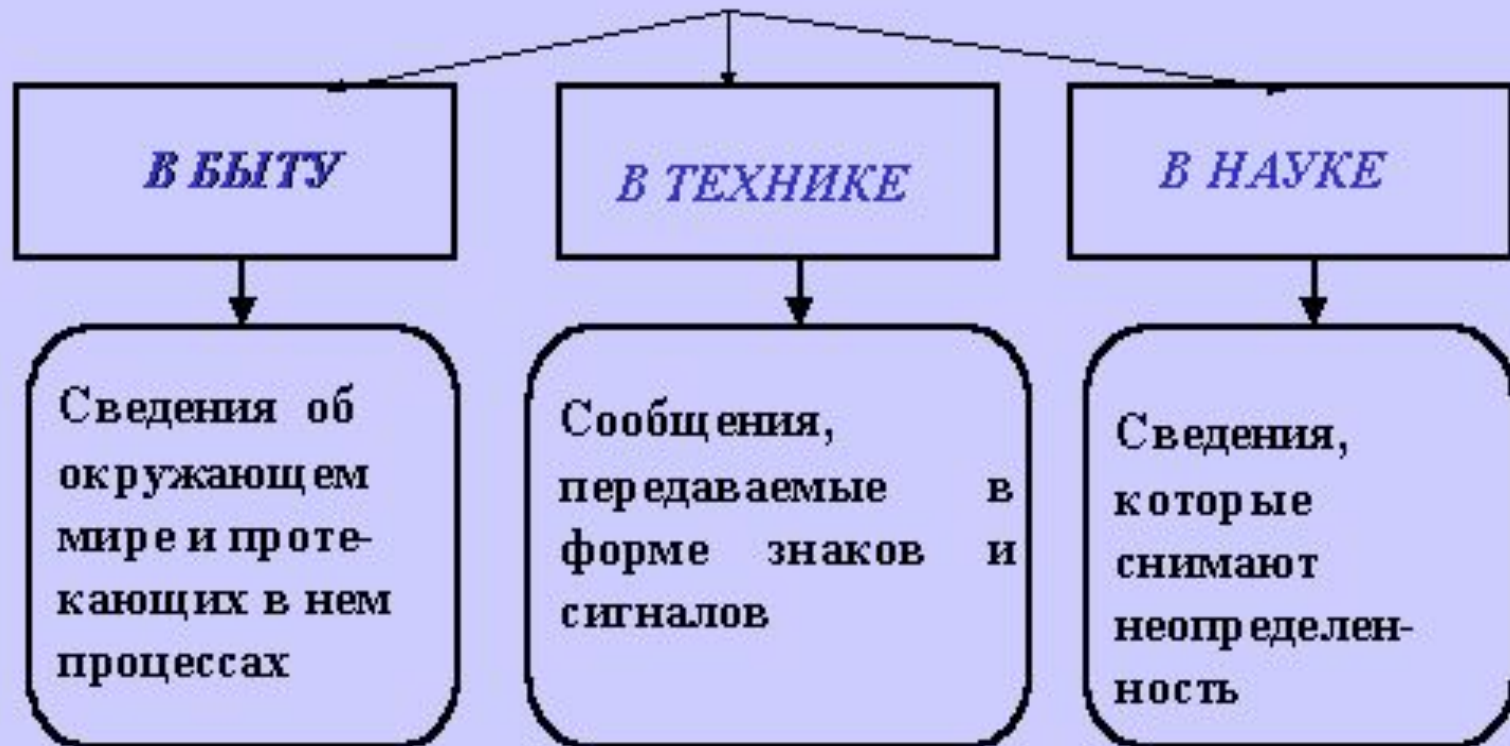 В БЫТУ
В ТЕХНИКЕ
В НАУКЕ
Сведения об
окружающем
мире и проте-
кающих в нем
процессах
Сообщения,
передаваемые в
форме знаков и
сигналов
Сведения,
которые
снимают
неопределен-
ность